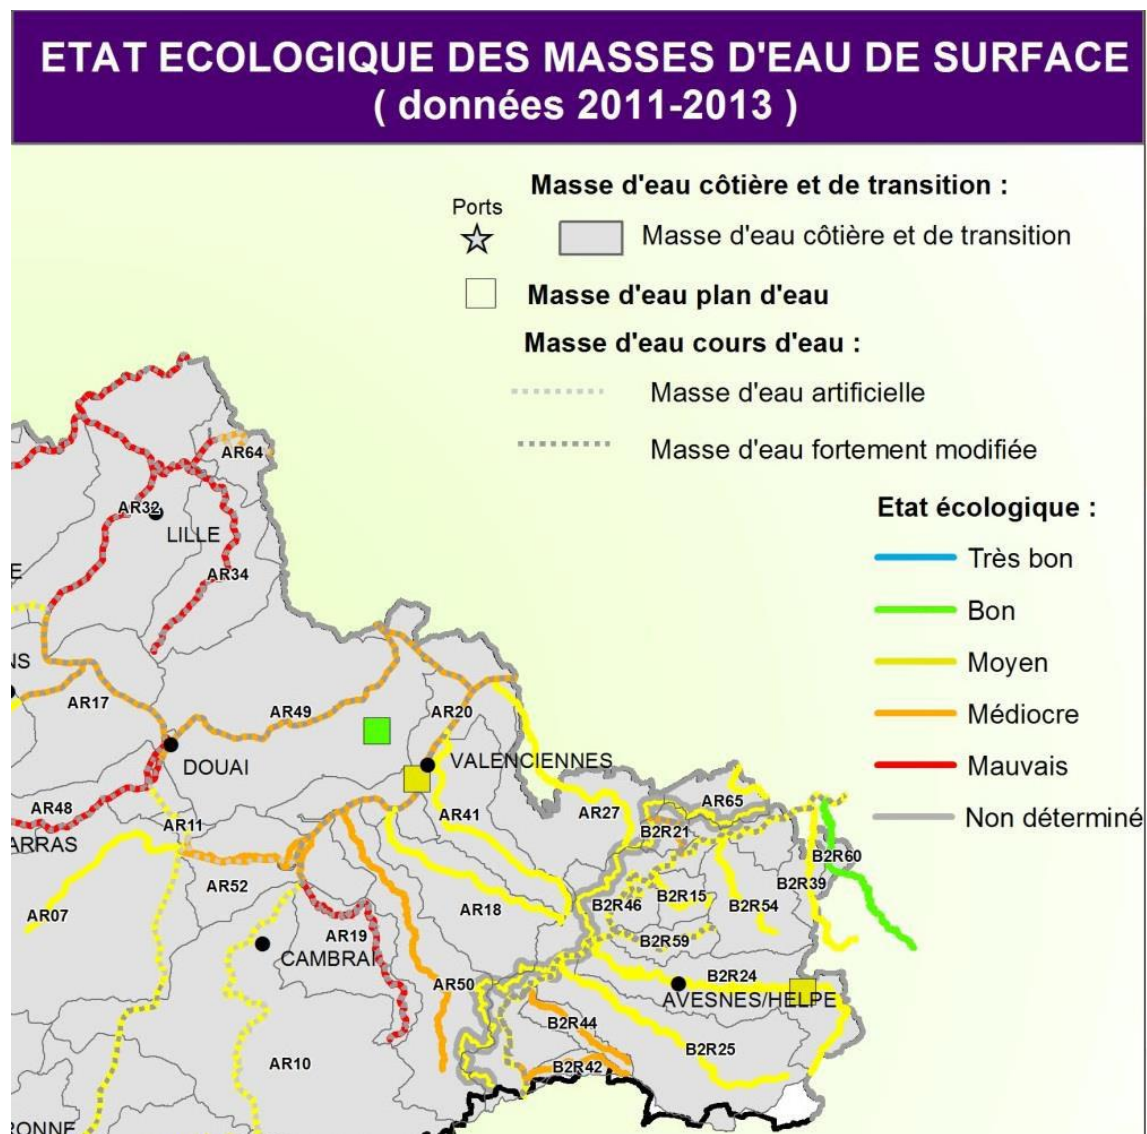 ETAT ECOLOGIQUE DES MASSES D'EAU DE SURFACE
( données 2011-2013 )
Masse d'eau côtière et de transition :
Ports
Masse d'eau côtière et de transition
Masse d'eau plan d'eau
Masse d'eau cours d'eau :
Masse d'eau artificielle
Masse d'eau fortement modifiée
Etat écologique :
Très bon
Bon
Moyen
Médiocre
Mauvais
Non déterminé
AR64
AR32
LILLE
E
AR34
NS
AR17
AR49
AR20
DOUAI
VALENCIENNES
AR48
AR11
AR41
AR27
AR65
ARRAS
B2R21
B2R60
AR52
B2R39
AR07
B2R46
B2R15
B2R54
AR18
AR19
B2R59
CAMBRAI
B2R24
AR50
AVESNES/HELPE
B2R44
B2R25
AR10
B2R42
RONNE